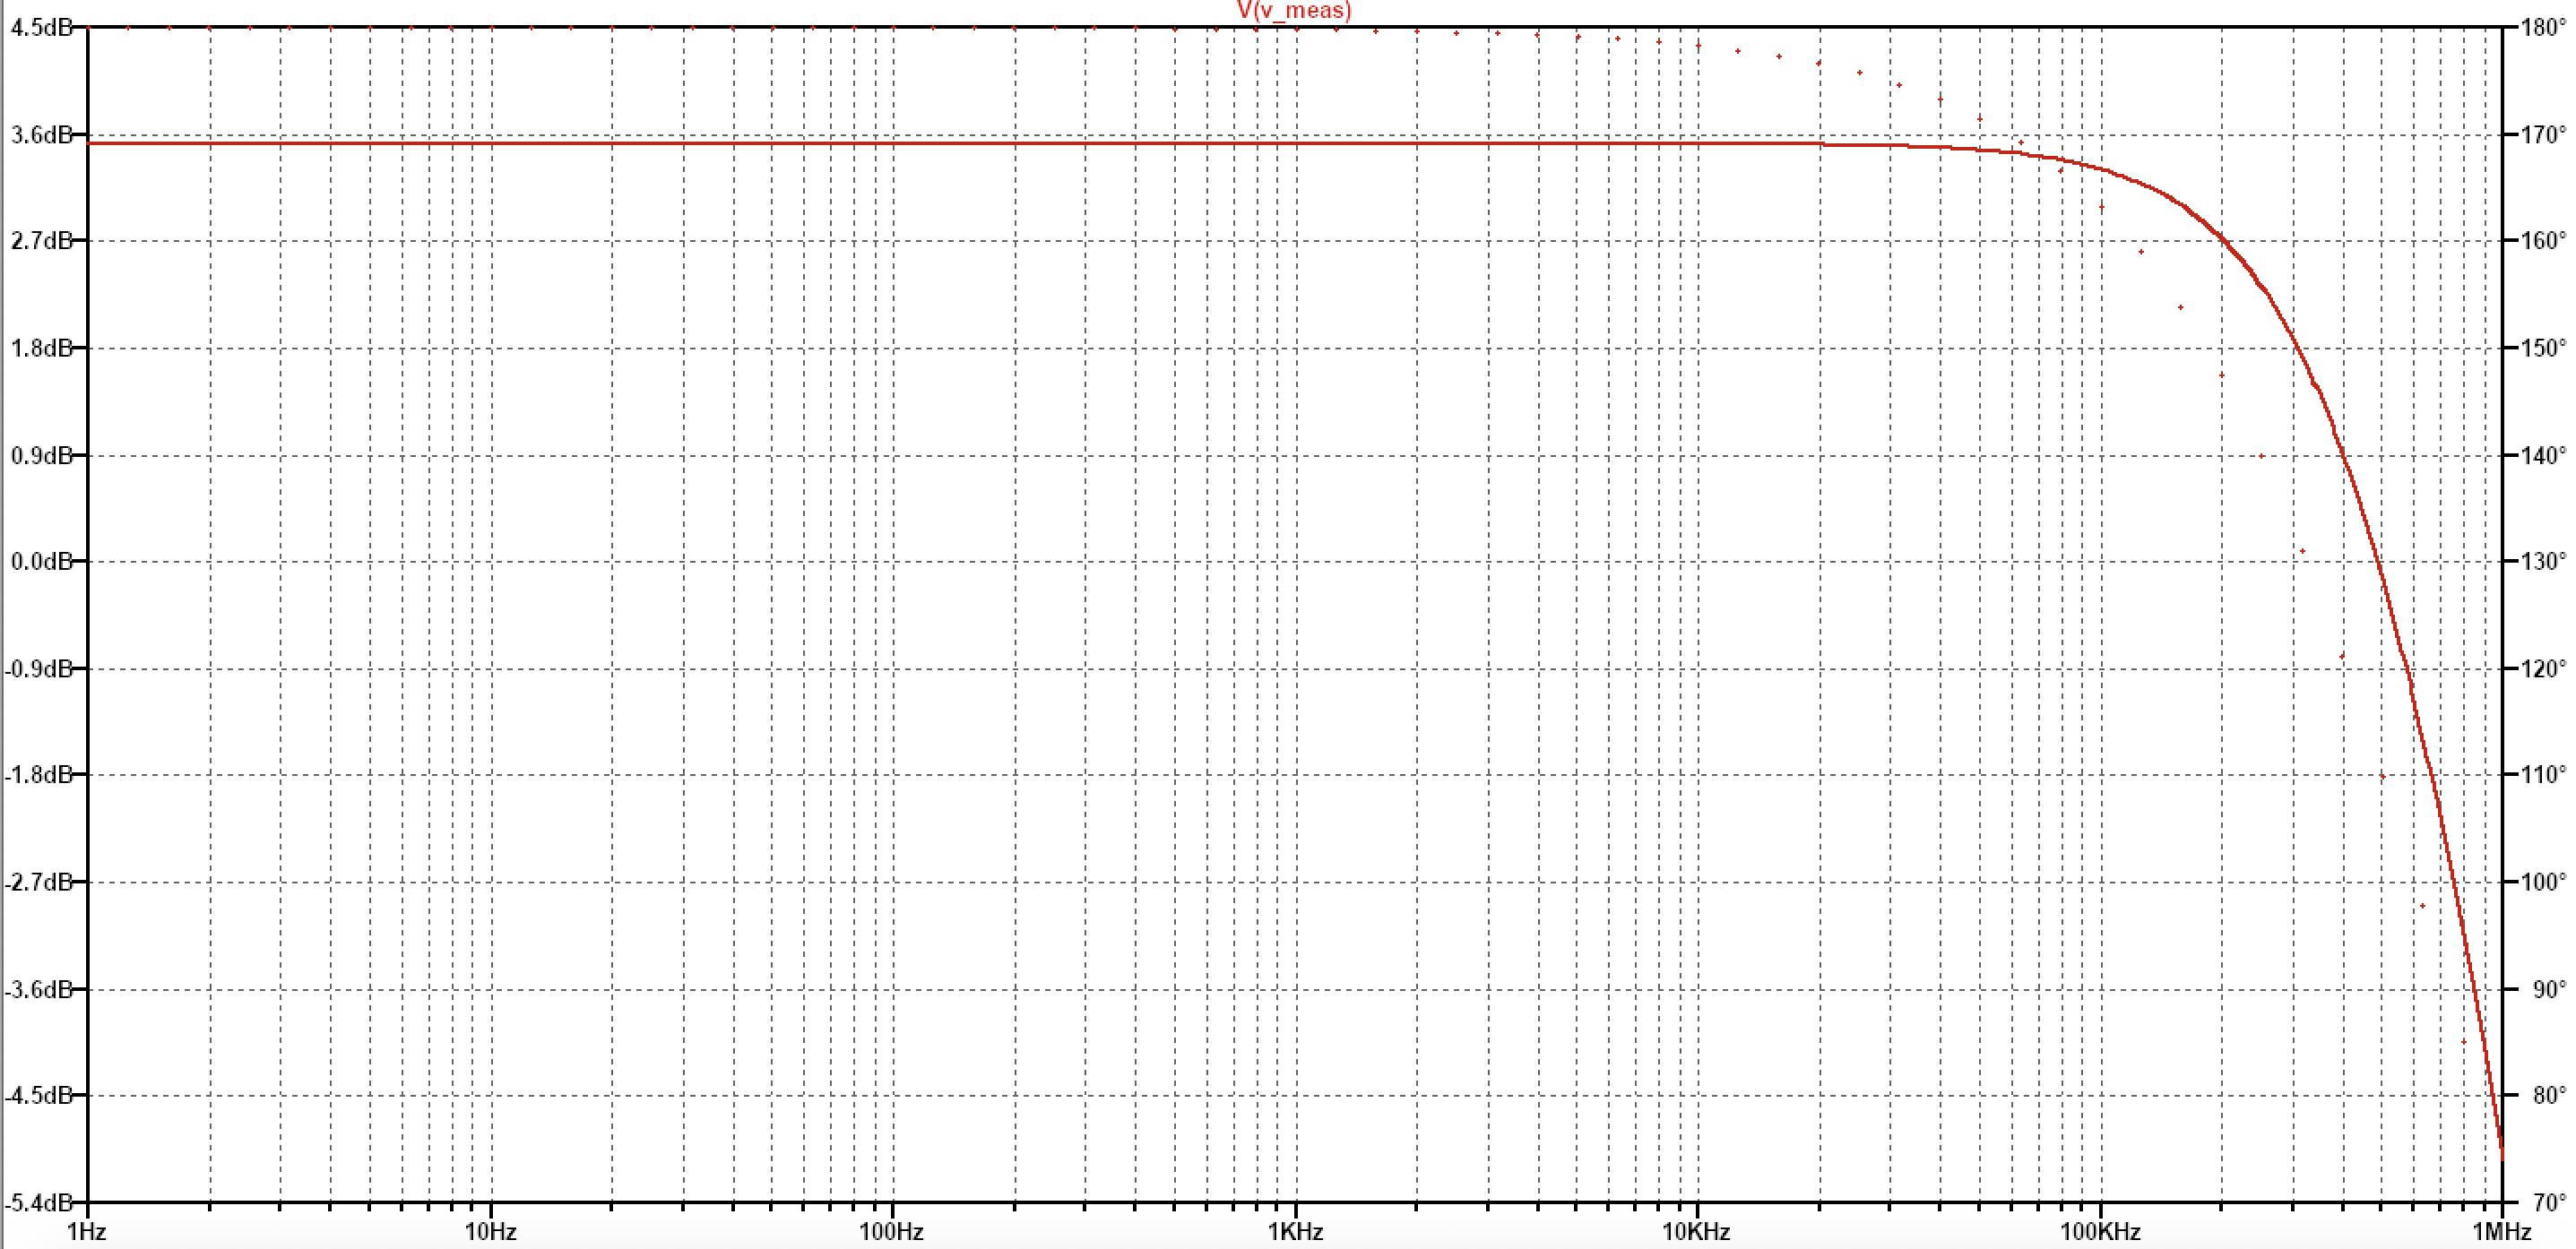 V(v_meas)
4.5dB
3.6dB
2.7dB
1.8dB
0.9dB
0.0dB
-0.9dB
-1.8dB
-2.7dB
-3.6dB
-4.5dB
-5.4dB
180°
170°
160°
150°
140°
130°
120°
110°
100°
90°
80°
70°
1Hz 10Hz 100Hz 1KHz 10KHz 100KHz 1MHz